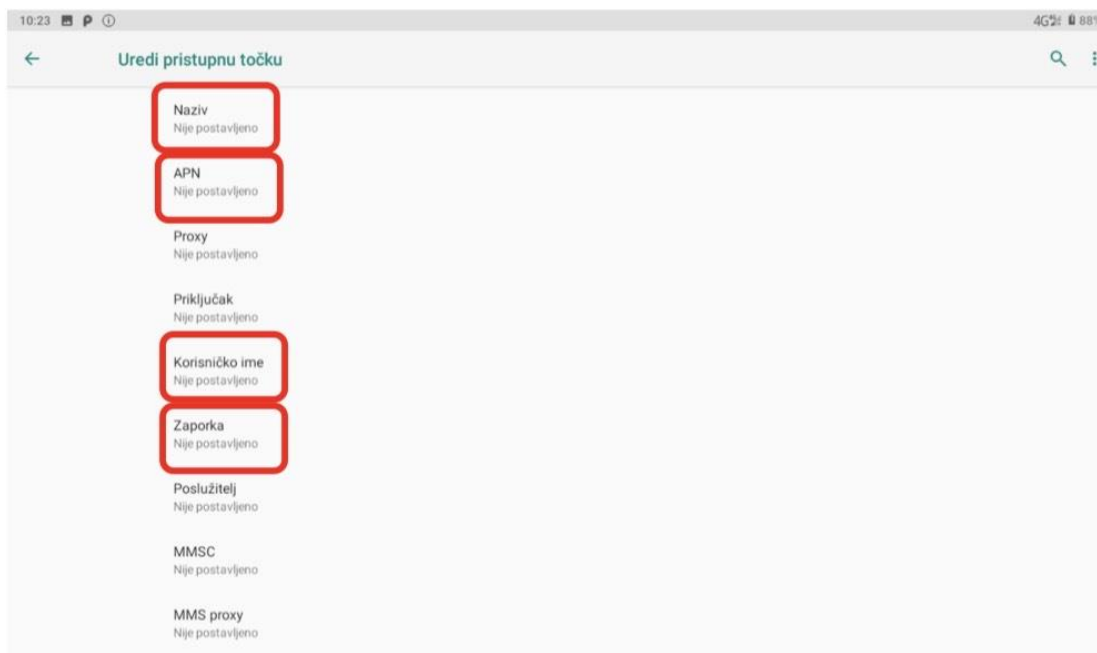 10:23 P 4G 88%
Uredi pristupnu točku
Naziv
Nije postavljeno
APN
Nije postavljeno
Proxy
Nije postavljeno
Priključak
Nije postavljeno
Korisničko ime
Nije postavljeno
Zaporka
Nije postavljeno
Poslužitelj
Nije postavljeno
MMSC
Nije postavljeno
MMS proxy
Nije postavljeno